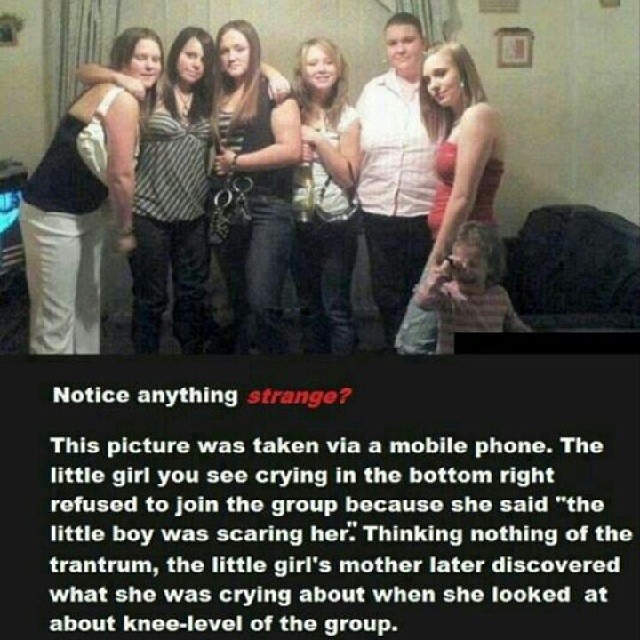 Notice anything strange?
This picture was taken via a mobile phone. The
little girl you see crying in the bottom right
refused to join the group because she said "the
little boy was scaring her". Thinking nothing of the
trantrum, the little girl's mother later discovered
what she was crying about when she looked at
about knee-level of the group.